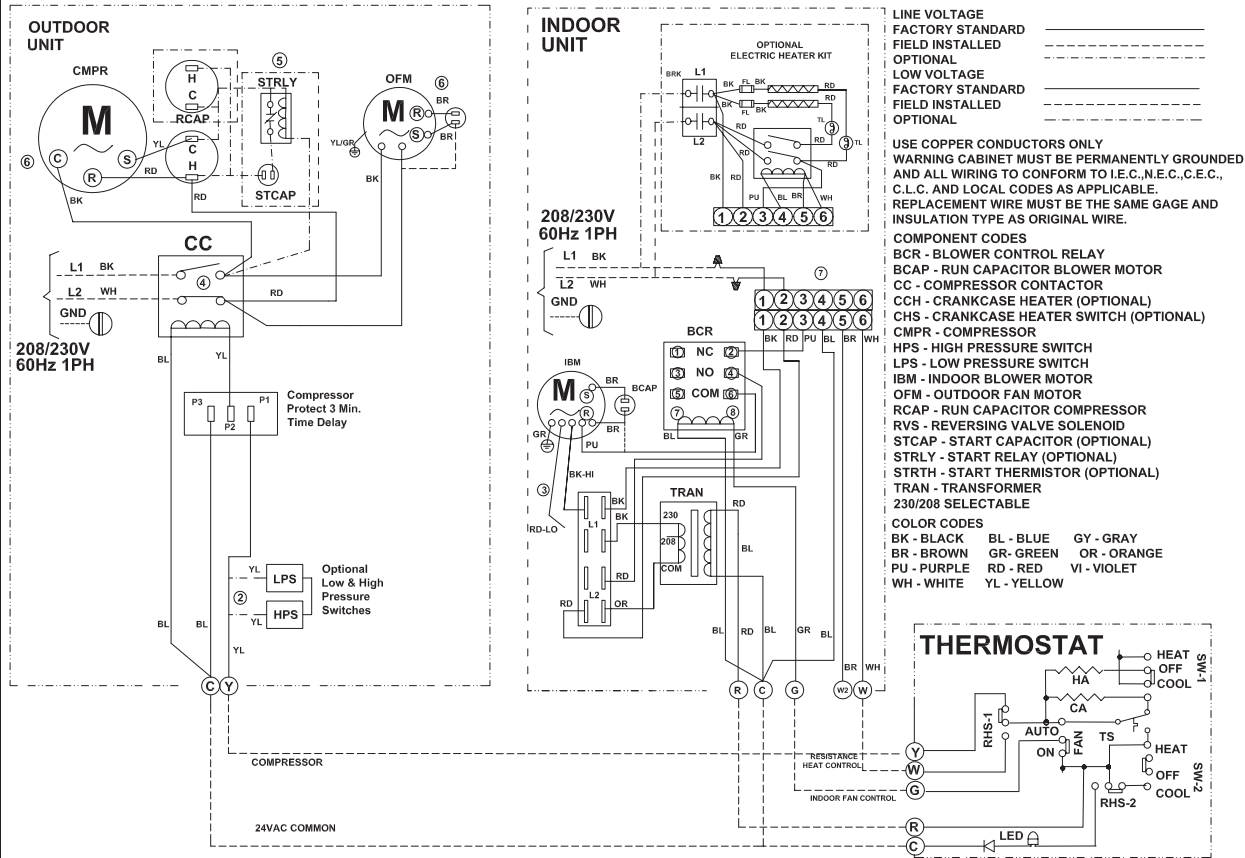 OUTDOOR
UNIT
CMPR
M
C
S
R
6
H
C
RCAP
C
H
5
STRLY
STCAP
OFM
M
R
S
6
BR
BR
YL/GR
YL
RD
BK
RD
BK
CC
4
L1 BK
L2 WH
GND
208/230V
60Hz 1PH
RD
BL
YL
P3
P2
P1
Compressor
Protect 3 Min.
Time Delay
YL
LPS
2
HPS
YL
Optional
Low & High
Pressure
Switches
BL
BL
YL
C
Y
INDOOR
UNIT
OPTIONAL
ELECTRIC HEATER KIT
BRK
L1
L2
BK
FL
BK
RD
BK
FL
BK
RD
RD
RD
TL
TL
RD
BK
RD
PU
BL
BR
WH
1 2 3 4 5 6
208/230V
60Hz 1PH
L1 BK
L2 WH
GND
7
1 2 3 4 5 6
1 2 3 4 5 6
BK RD PU BL BR WH
BCR
1 NC 2
3 NO 4
5 COM 6
7 8
BL
GR
IBM
M
S
R
BR
BCAP
BR
GR
PU
BK-HI
3
RD-LO
L1
BK
BK
RD
L2
RD
OR
TRAN
230
208
COM
RD
BL
BL
RD
BL
GR
BL
BR
WH
R
C
G
W2
W
COMPRESSOR
24VAC COMMON
RESISTANCE
HEAT CONTROL
INDOOR FAN CONTROL
LINE VOLTAGE
FACTORY STANDARD
FIELD INSTALLED
OPTIONAL
LOW VOLTAGE
FACTORY STANDARD
FIELD INSTALLED
OPTIONAL
USE COPPER CONDUCTORS ONLY
WARNING CABINET MUST BE PERMANENTLY GROUNDED
AND ALL WIRING TO CONFORM TO I.E.C.,N.E.C.,C.E.C.,
C.L.C. AND LOCAL CODES AS APPLICABLE.
REPLACEMENT WIRE MUST BE THE SAME GAGE AND
INSULATION TYPE AS ORIGINAL WIRE.
COMPONENT CODES
BCR - BLOWER CONTROL RELAY
BCAP - RUN CAPACITOR BLOWER MOTOR
CC - COMPRESSOR CONTACTOR
CCH - CRANKCASE HEATER (OPTIONAL)
CHS - CRANKCASE HEATER SWITCH (OPTIONAL)
CMPR - COMPRESSOR
HPS - HIGH PRESSURE SWITCH
LPS - LOW PRESSURE SWITCH
IBM - INDOOR BLOWER MOTOR
OFM - OUTDOOR FAN MOTOR
RCAP - RUN CAPACITOR COMPRESSOR
RVS - REVERSING VALVE SOLENOID
STCAP - START CAPACITOR (OPTIONAL)
STRLY - START RELAY (OPTIONAL)
STRTH - START THERMISTOR (OPTIONAL)
TRAN - TRANSFORMER
230/208 SELECTABLE
COLOR CODES
BK - BLACK BL - BLUE GY - GRAY
BR - BROWN GR- GREEN OR - ORANGE
PU - PURPLE RD - RED VI - VIOLET
WH - WHITE YL - YELLOW
THERMOSTAT
HEAT
OFF
COOL
SW-1
HA
CA
RHS-1
AUTO
ON
FAN
TS
HEAT
OFF
COOL
SW-2
RHS-2
LED
Y
W
G
R
C